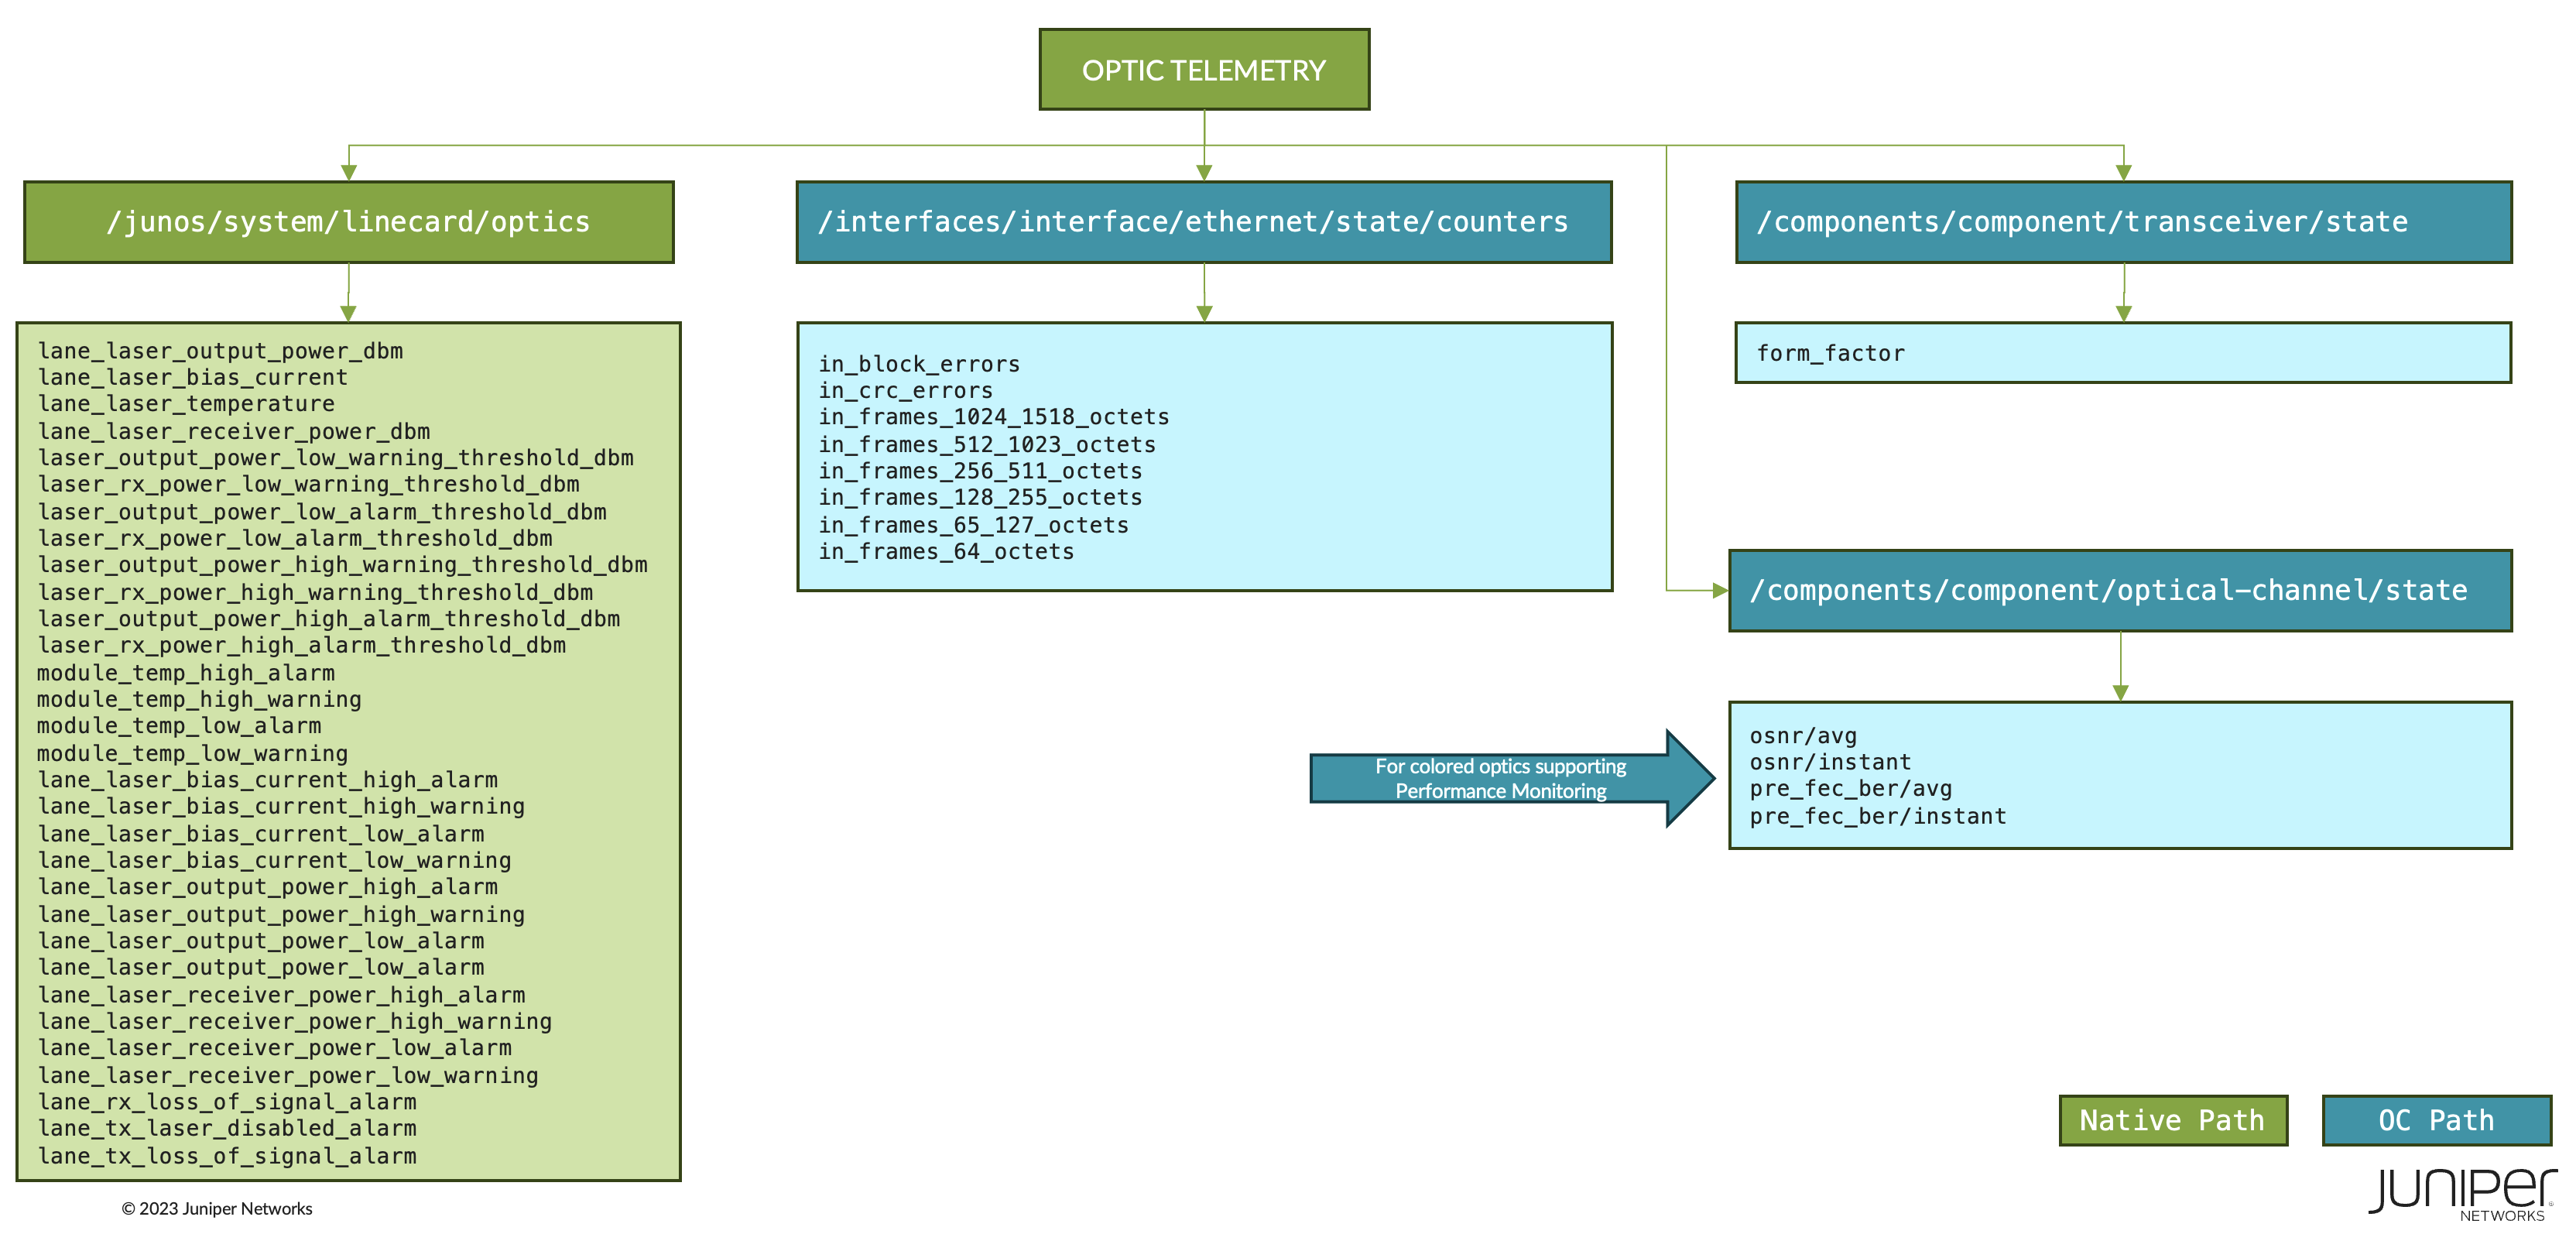 OPTIC TELEMETRY
/junos/system/linecard/optics
lane_laser_output_power_dbm
lane_laser_bias_current
lane_laser_temperature
lane_laser_receiver_power_dbm
laser_output_power_low_warning_threshold_dbm
laser_rx_power_low_warning_threshold_dbm
laser_output_power_low_alarm_threshold_dbm
laser_rx_power_low_alarm_threshold_dbm
laser_output_power_high_warning_threshold_dbm
laser_rx_power_high_warning_threshold_dbm
laser_output_power_high_alarm_threshold_dbm
laser_rx_power_high_alarm_threshold_dbm
module_temp_high_alarm
module_temp_high_warning
module_temp_low_alarm
module_temp_low_warning
lane_laser_bias_current_high_alarm
lane_laser_bias_current_high_warning
lane_laser_bias_current_low_alarm
lane_laser_bias_current_low_warning
lane_laser_output_power_high_alarm
lane_laser_output_power_high_warning
lane_laser_output_power_low_alarm
lane_laser_output_power_low_alarm
lane_laser_receiver_power_high_alarm
lane_laser_receiver_power_high_warning
lane_laser_receiver_power_low_alarm
lane_laser_receiver_power_low_warning
lane_rx_loss_of_signal_alarm
lane_tx_laser_disabled_alarm
lane_tx_loss_of_signal_alarm
/interfaces/interface/ethernet/state/counters
in_block_errors
in_crc_errors
in_frames_1024_1518_octets
in_frames_512_1023_octets
in_frames_256_511_octets
in_frames_128_255_octets
in_frames_65_127_octets
in_frames_64_octets
/components/component/transceiver/state
form_factor
/components/component/optical-channel/state
For colored optics supporting
Performance Monitoring
osnr/avg
osnr/instant
pre_fec_ber/avg
pre_fec_ber/instant
Native Path
OC Path
© 2023 Juniper Networks
JUNIPEr
NETWORKS